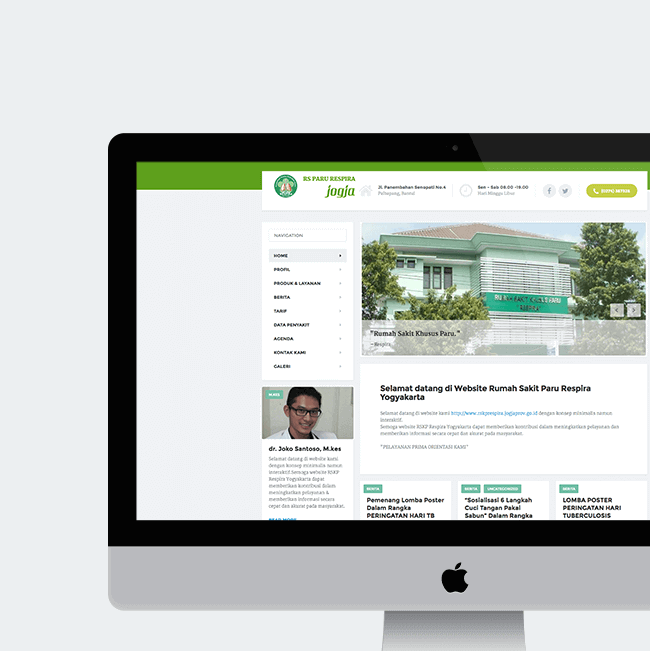 RS PARU RESPIRA
jogja
Jl. Panembahan Senopati No.4
Palbapang, Bantul
Sen - Sab 08.00 -19.00
Hari Minggu Libur
NAVIGATION
HOME
PROFIL
PRODUK & LAYANAN
BERITA
TARIF
DATA PENYAKIT
AGENDA
KONTAK KAMI
GALERI
RUMAH SAKIT KHUSUS PARU
"RESPIRA"
"Rumah Sakit Khusus Paru."
Respira
Selamat datang di Website Rumah Sakit Paru Respira
Yogyakarta
Selamat datang di website kami http://www.rskprespira.jogjaprov.go.id dengan konsep minimalis namun
interaktif.
Semoga website RSKP Respira Yogyakarta dapat memberikan kontribusi dalam meningkatkan pelayanan dan
memberikan informasi secara cepat dan akurat pada masyarakat.
"PELAYANAN PRIMA ORIENTASI KAMI"
M.KES
dr. Joko Santoso, M.kes
Selamat datang di website kami
dengan konsep minimalis namun
interaktif.Semoga website RSKP
Respira Yogyakarta dapat
memberikan kontribusi dalam
meningkatkan pelayanan &
memberikan informasi secara
cepat dan akurat pada masyarakat.
READ MORE
BERITA
Pemenang Lomba Poster
Dalam Rangka
PERINGATAN HARI TB
BERITA
UNCATEGORIZED
"Sosialisasi 6 Langkah
Cuci Tangan Pakai
Sabun" Dalam Rangka
BERITA
LOMBA POSTER
PERINGATAN HARI
TUBERCULOSIS